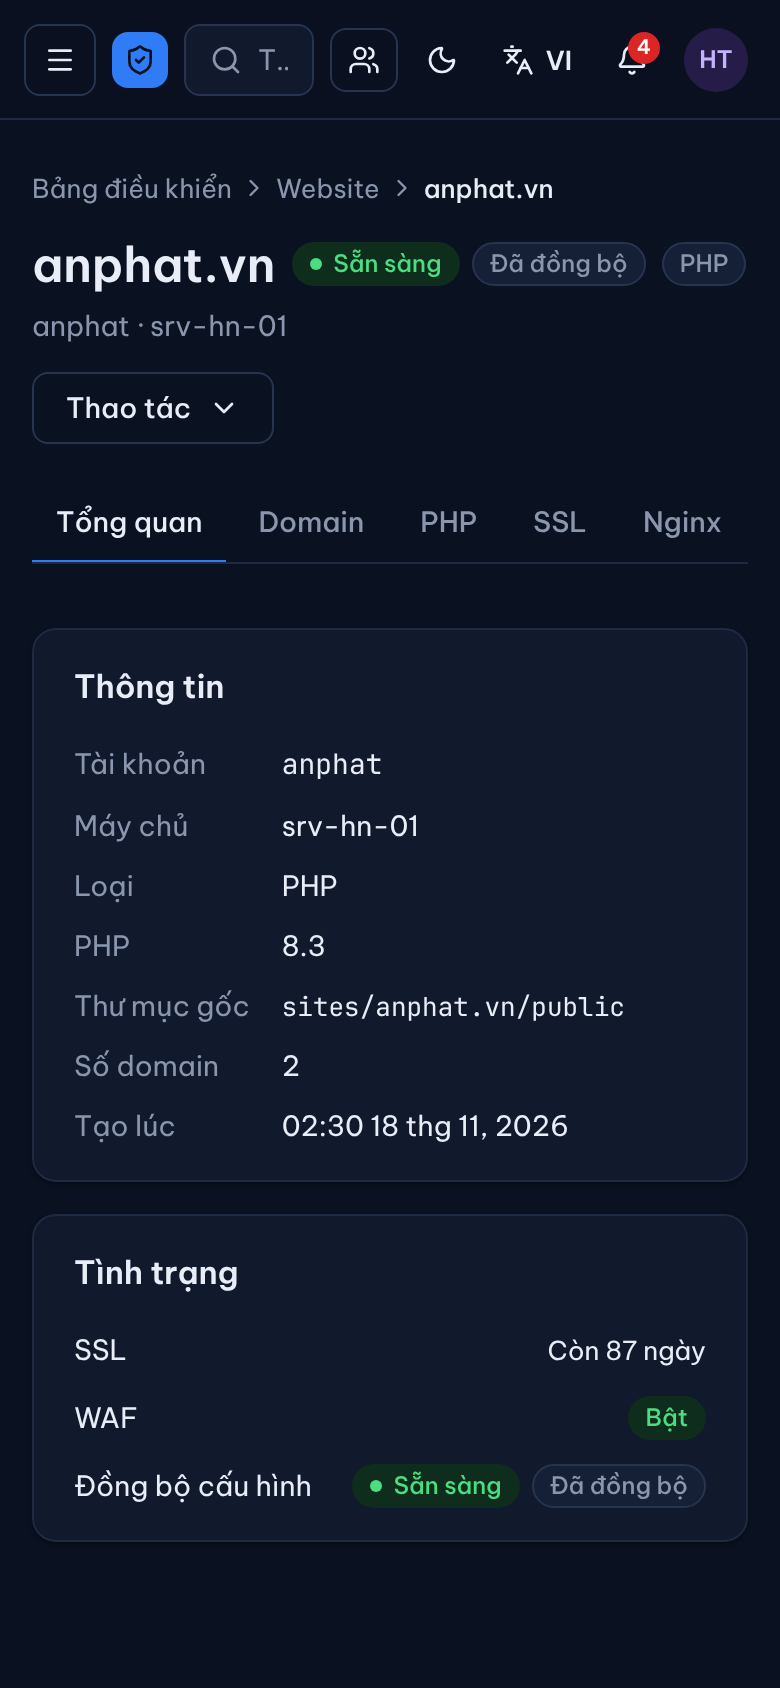 T..
VI
4
HT
Bảng điều khiển > Website > anphat.vn
anphat.vn Sẵn sàng Đã đồng bộ PHP
anphat · srv-hn-01
Thao tác
Tổng quan Domain PHP SSL Nginx
Thông tin
Tài khoản anphat
Máy chủ srv-hn-01
Loại PHP
PHP 8.3
Thư mục gốc sites/anphat.vn/public
Số domain 2
Tạo lúc 02:30 18 thg 11, 2026
Tình trạng
SSL Còn 87 ngày
WAF Bật
Đồng bộ cấu hình Sẵn sàng Đã đồng bộ